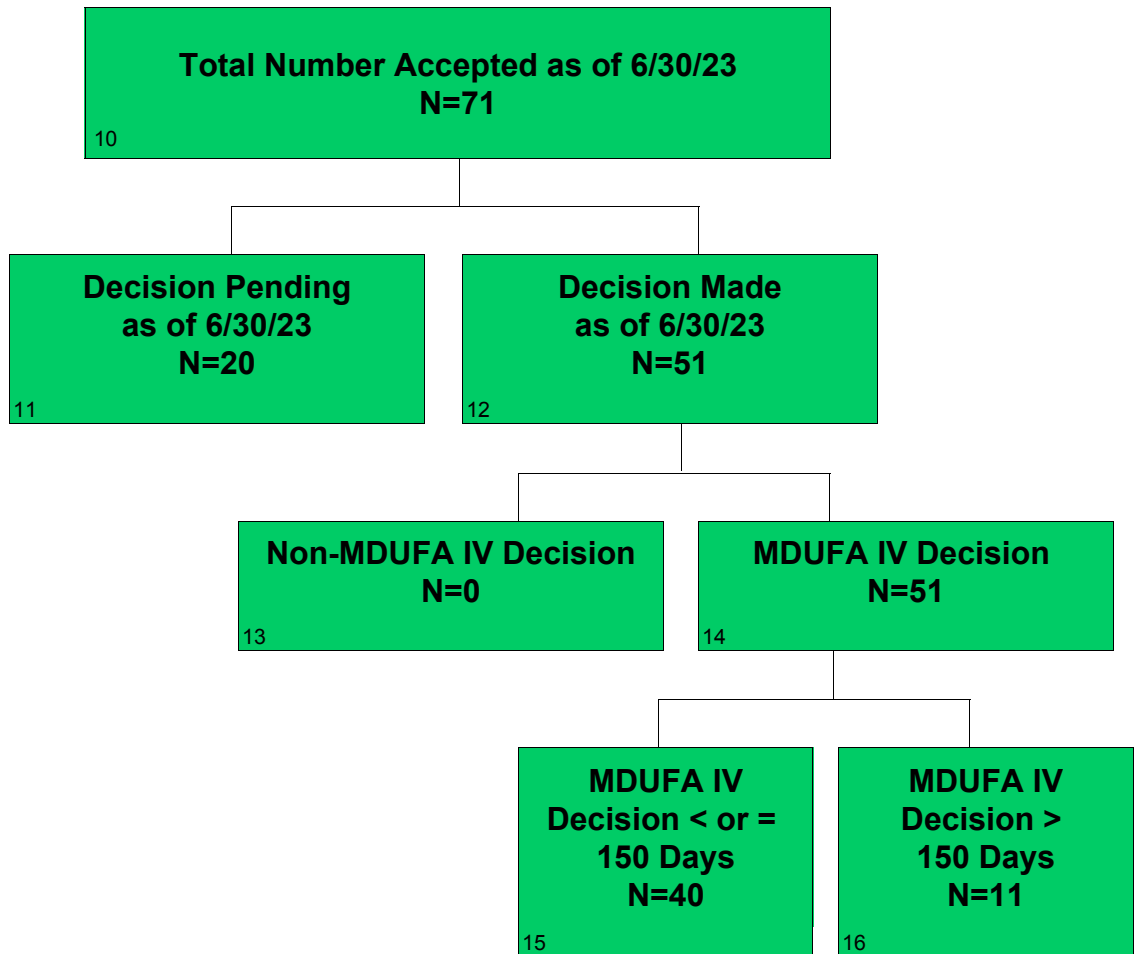 Total Number Accepted as of 6/30/23
N=71
10
Decision Pending
as of 6/30/23
N=20
11
Decision Made
as of 6/30/23
N=51
12
Non-MDUFA IV Decision
N=0
13
MDUFA IV Decision
N=51
14
MDUFA IV
Decision < or =
150 Days
N=40
15
MDUFA IV
Decision >
150 Days
N=11
16